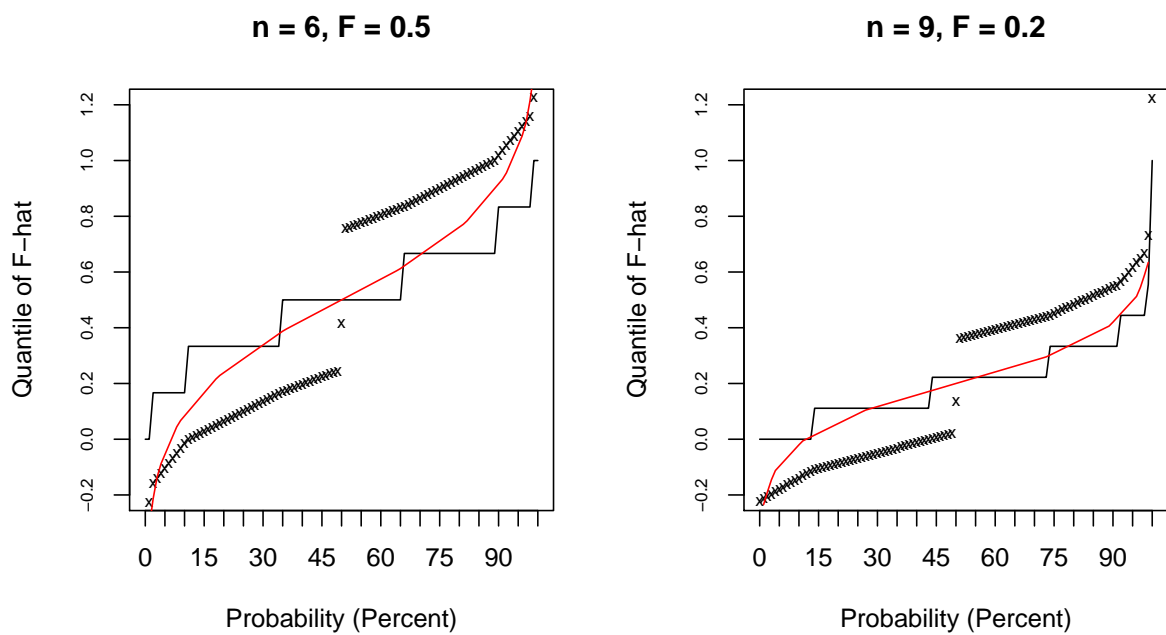 n = 6, F = 0.5
Quantile of F−hat
1.2
1.0
0.8
0.6
0.4
0.2
0.0
−0.2
0 15 30 45 60 75 90
Probability (Percent)
n = 9, F = 0.2
Quantile of F−hat
1.2
1.0
0.8
0.6
0.4
0.2
0.0
−0.2
0 15 30 45 60 75 90
Probability (Percent)